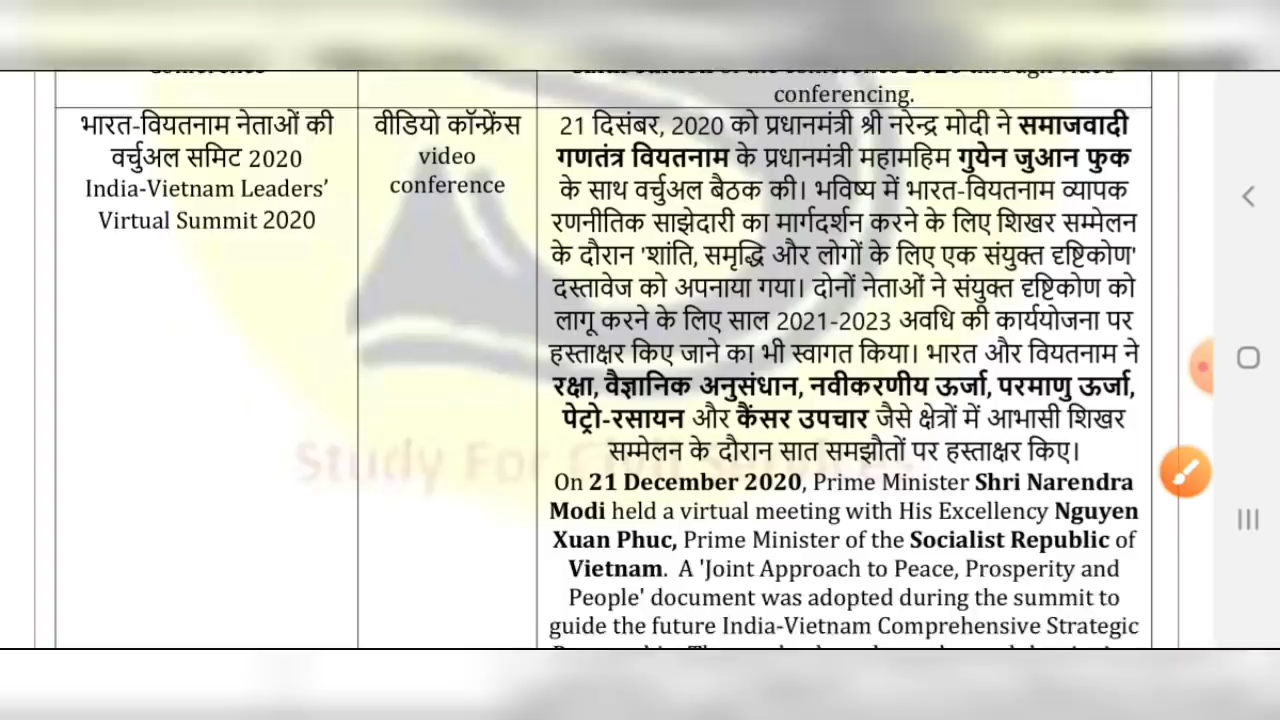 conferencing.
भारत-वियतनाम नेताओं की
वर्चुअल समिट 2020
India-Vietnam Leaders’
Virtual Summit 2020
वीडियो कॉन्फ्रेंस
video
conference
21 दिसंबर, 2020 को प्रधानमंत्री श्री नरेन्द्र मोदी ने समाजवादी
गणतंत्र वियतनाम के प्रधानमंत्री महामहिम गुयेन जुआन फुक
के साथ वर्चुअल बैठक की। भविष्य में भारत-वियतनाम व्यापक
रणनीतिक साझेदारी का मार्गदर्शन करने के लिए शिखर सम्मेलन
के दौरान 'शांति, समृद्धि और लोगों के लिए एक संयुक्त दृष्टिकोण'
दस्तावेज को अपनाया गया। दोनों नेताओं ने संयुक्त दृष्टिकोण को
लागू करने के लिए साल 2021-2023 अवधि की कार्ययोजना पर
हस्ताक्षर किए जाने का भी स्वागत किया। भारत और वियतनाम ने
रक्षा, वैज्ञानिक अनुसंधान, नवीकरणीय ऊर्जा, परमाणु ऊर्जा,
पेट्रो-रसायन और कैंसर उपचार जैसे क्षेत्रों में आभासी शिखर
सम्मेलन के दौरान सात समझौतों पर हस्ताक्षर किए।
On 21 December 2020, Prime Minister Shri Narendra
Modi held a virtual meeting with His Excellency Nguyen
Xuan Phuc, Prime Minister of the Socialist Republic of
Vietnam. A 'Joint Approach to Peace, Prosperity and
People' document was adopted during the summit to
guide the future India-Vietnam Comprehensive Strategic
Study For Civil Services